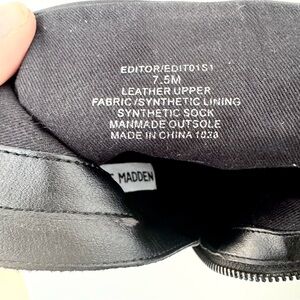 EDITOR/EDIT01S1
7.5M
LEATHER UPPER
FABRIC/SYNTHETIC LINING
SYNTHETIC SOCK
MANMADE OUTSOLE
MADE IN CHINA 1020
MADDEN